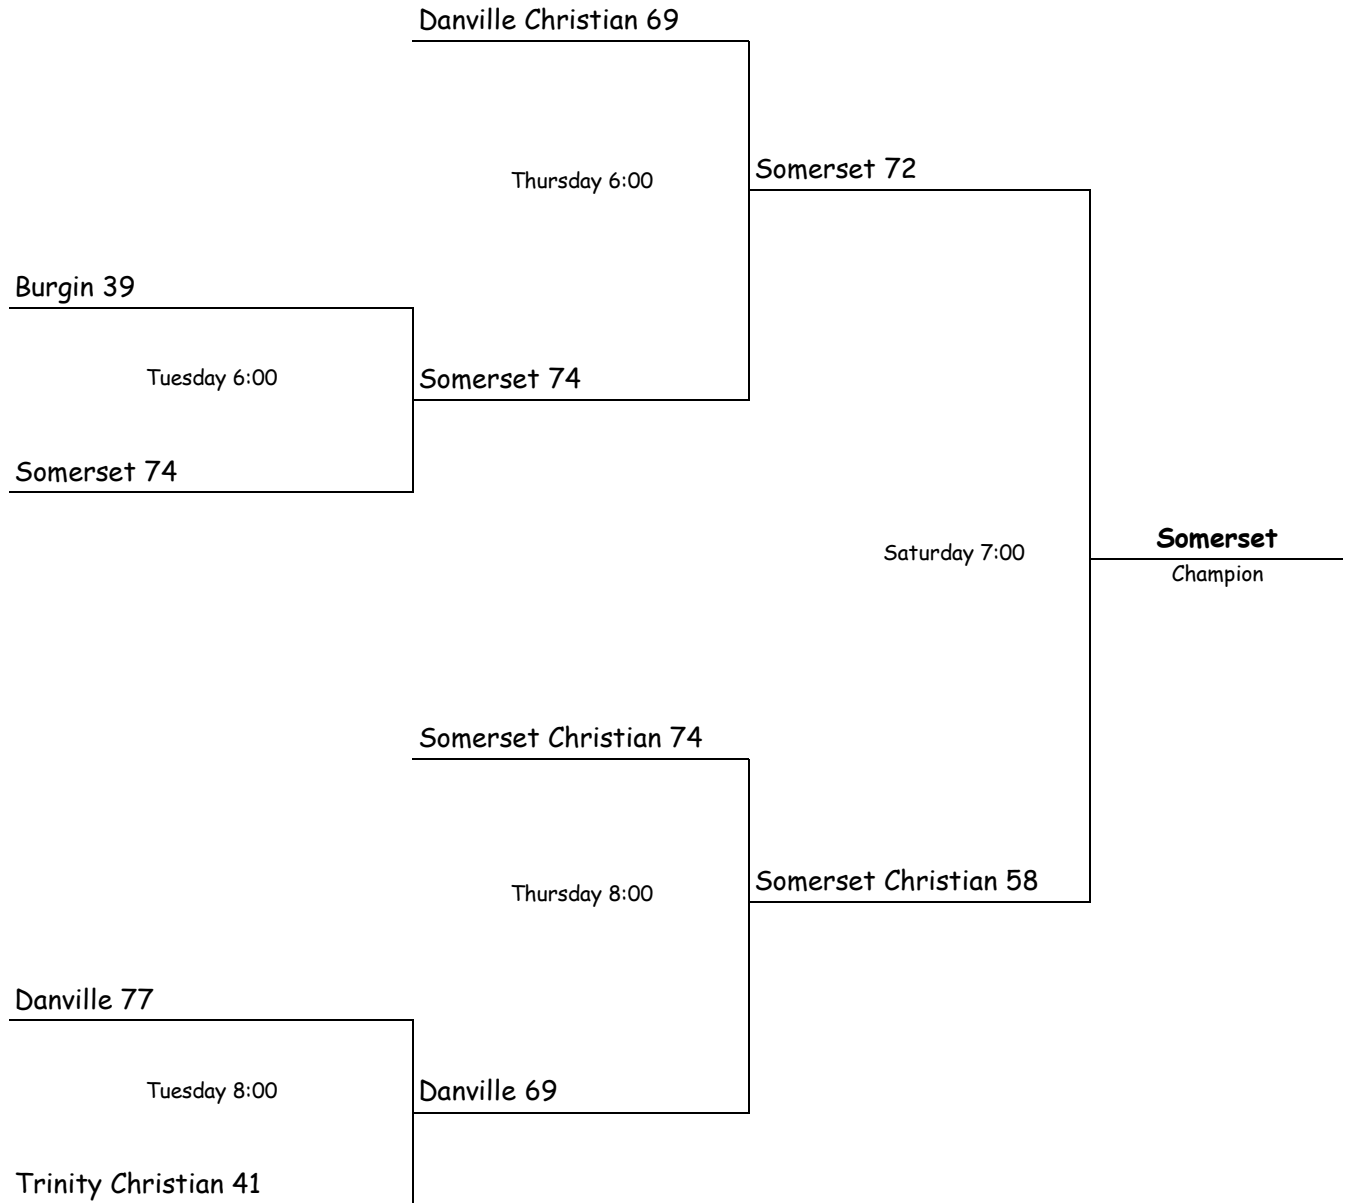 Danville Christian 69
Thursday 6:00
Somerset 72
Burgin 39
Tuesday 6:00
Somerset 74
Somerset 74
Saturday 7:00
Somerset
Champion
Somerset Christian 74
Thursday 8:00
Somerset Christian 58
Danville 77
Tuesday 8:00
Danville 69
Trinity Christian 41